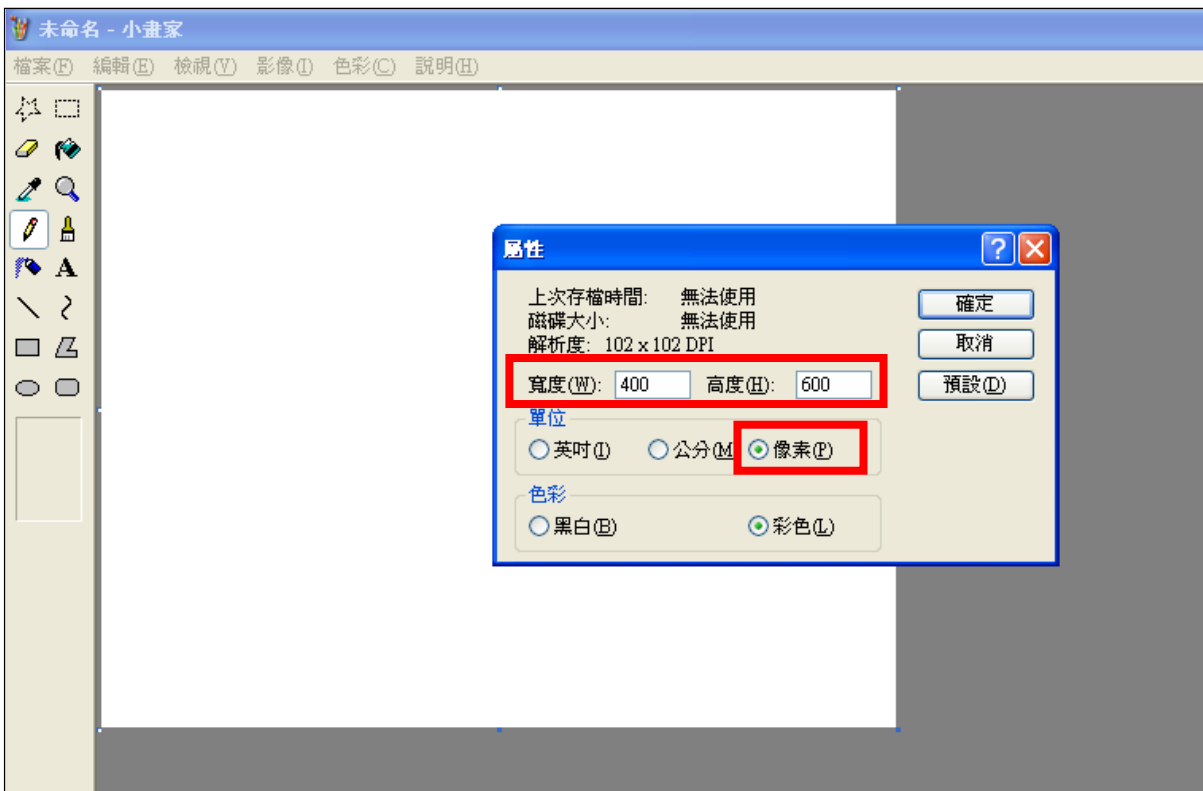 未命名 - 小畫家
檔案(F) 編輯(E) 檢視(V) 影像(I) 色彩(C) 說明(H)
A
屬性
上次存檔時間: 無法使用
磁碟大小: 無法使用
解析度: 102 x 102 DPI
寬度(W): 400 高度(H): 600
單位
英吋(I) 公分(M 像素(P)
色彩
黑白(B) 彩色(L)
確定
取消
預設(D)